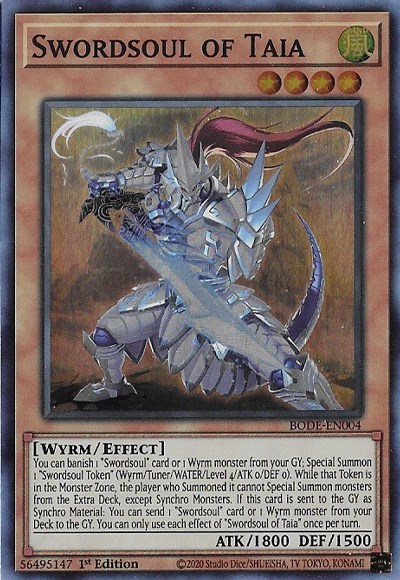 SWORDSOUL OF TAIA
風
BODE-EN004
[WYRM/EFFECT]
You can banish 1 "Swordsoul" card or 1 Wyrm monster from your GY; Special Summon
1 "Swordsoul Token" (Wyrm/Tuner/WATER/Level 4/ATK 0/DEF 0). While that Token is
in the Monster Zone, the player who Summoned it cannot Special Summon monsters
from the Extra Deck, except Synchro Monsters. If this card is sent to the GY as
Synchro Material: You can send 1 "Swordsoul" card or 1 Wyrm monster from your
Deck to the GY. You can only use each effect of "Swordsoul of Taia" once per turn.
ATK/1800 DEF/1500
56495147 1st Edition ©2020 Studio Dice/SHUEISHA, TV TOKYO, KONAMI